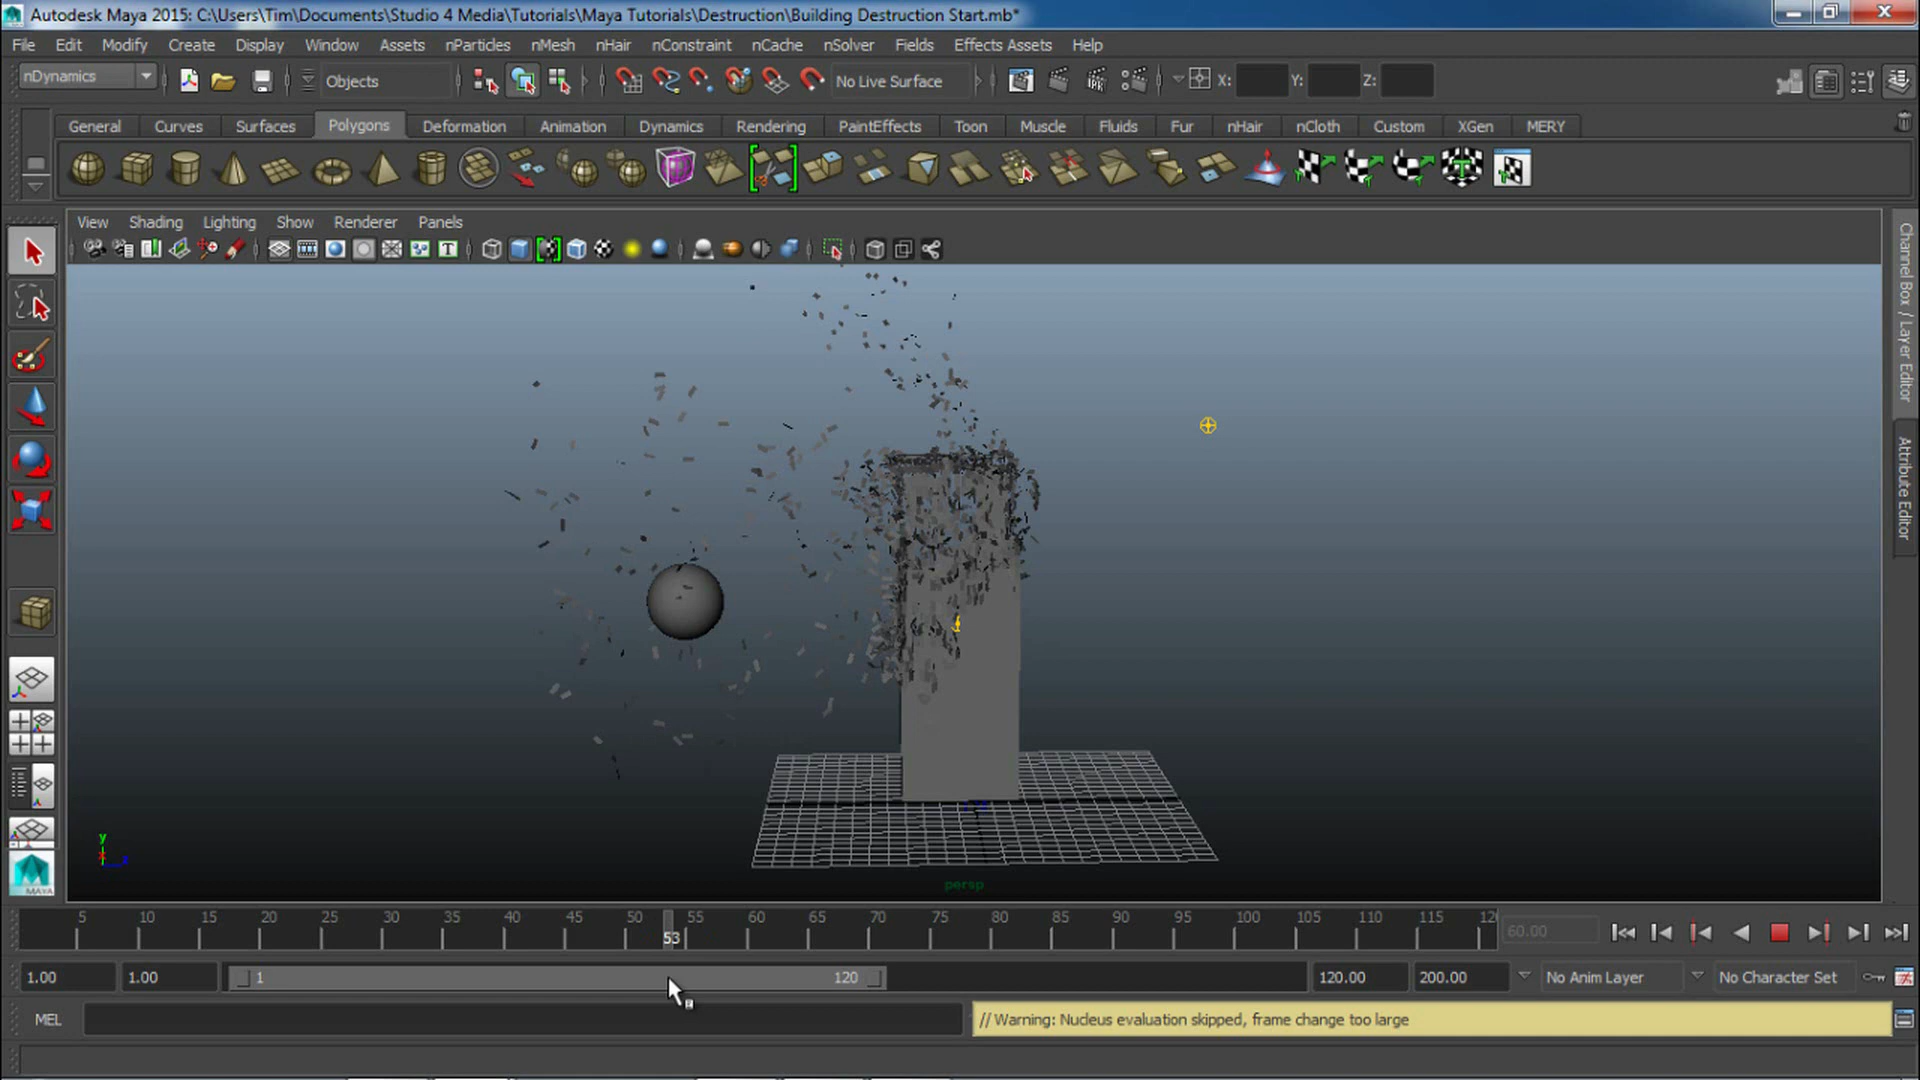 Autodesk Maya 2015: C:\Users\Tim\Documents\Studio 4 Media\Tutorials\Maya Tutorials\Destruction\Building Destruction Start.mb*
File Edit Modify Create Display Window Assets nParticles nMesh nHair nConstraint nCache nSolver Fields Effects Assets Help
nDynamics Objects No Live Surface X: Y: Z:
General Curves Surfaces Polygons Deformation Animation Dynamics Rendering PaintEffects Toon Muscle Fluids Fur nHair nCloth Custom XGen MERY
View Shading Lighting Show Renderer Panels
Channel Box / Layer Editor
Attribute Editor
y
persp
MAYA
5 10 15 20 25 30 35 40 45 50 55 60 65 70 75 80 85 90 95 100 105 110 115 12
53
60.00
1.00 1.00 1 120 120.00 200.00 No Anim Layer No Character Set
MEL // Warning: Nucleus evaluation skipped, frame change too large